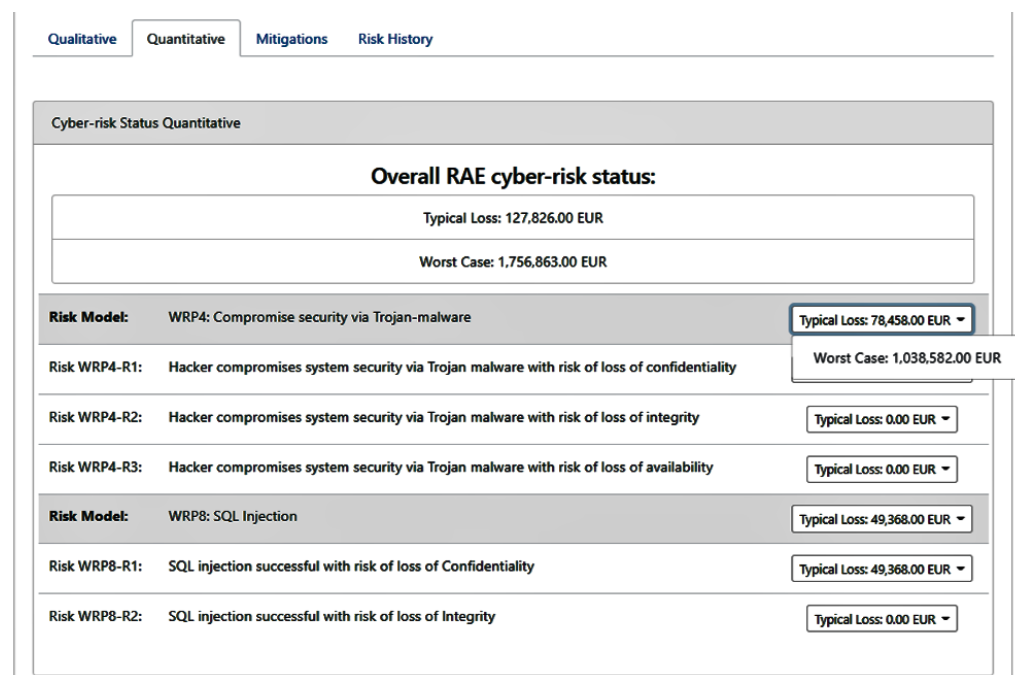 Qualitative Quantitative Mitigations Risk History
Cyber-risk Status Quantitative
Overall RAE cyber-risk status:
Typical Loss: 127,826.00 EUR
Worst Case: 1,756,863.00 EUR
Risk Model: WRP4: Compromise security via Trojan-malware Typical Loss: 78,458.00 EUR
Worst Case: 1,038,582.00 EUR
Risk WRP4-R1: Hacker compromises system security via Trojan malware with risk of loss of confidentiality
Risk WRP4-R2: Hacker compromises system security via Trojan malware with risk of loss of integrity Typical Loss: 0.00 EUR
Risk WRP4-R3: Hacker compromises system security via Trojan malware with risk of loss of availability Typical Loss: 0.00 EUR
Risk Model: WRP8: SQL Injection Typical Loss: 49,368.00 EUR
Risk WRP8-R1: SQL injection successful with risk of loss of Confidentiality Typical Loss: 49,368.00 EUR
Risk WRP8-R2: SQL injection successful with risk of loss of Integrity Typical Loss: 0.00 EUR